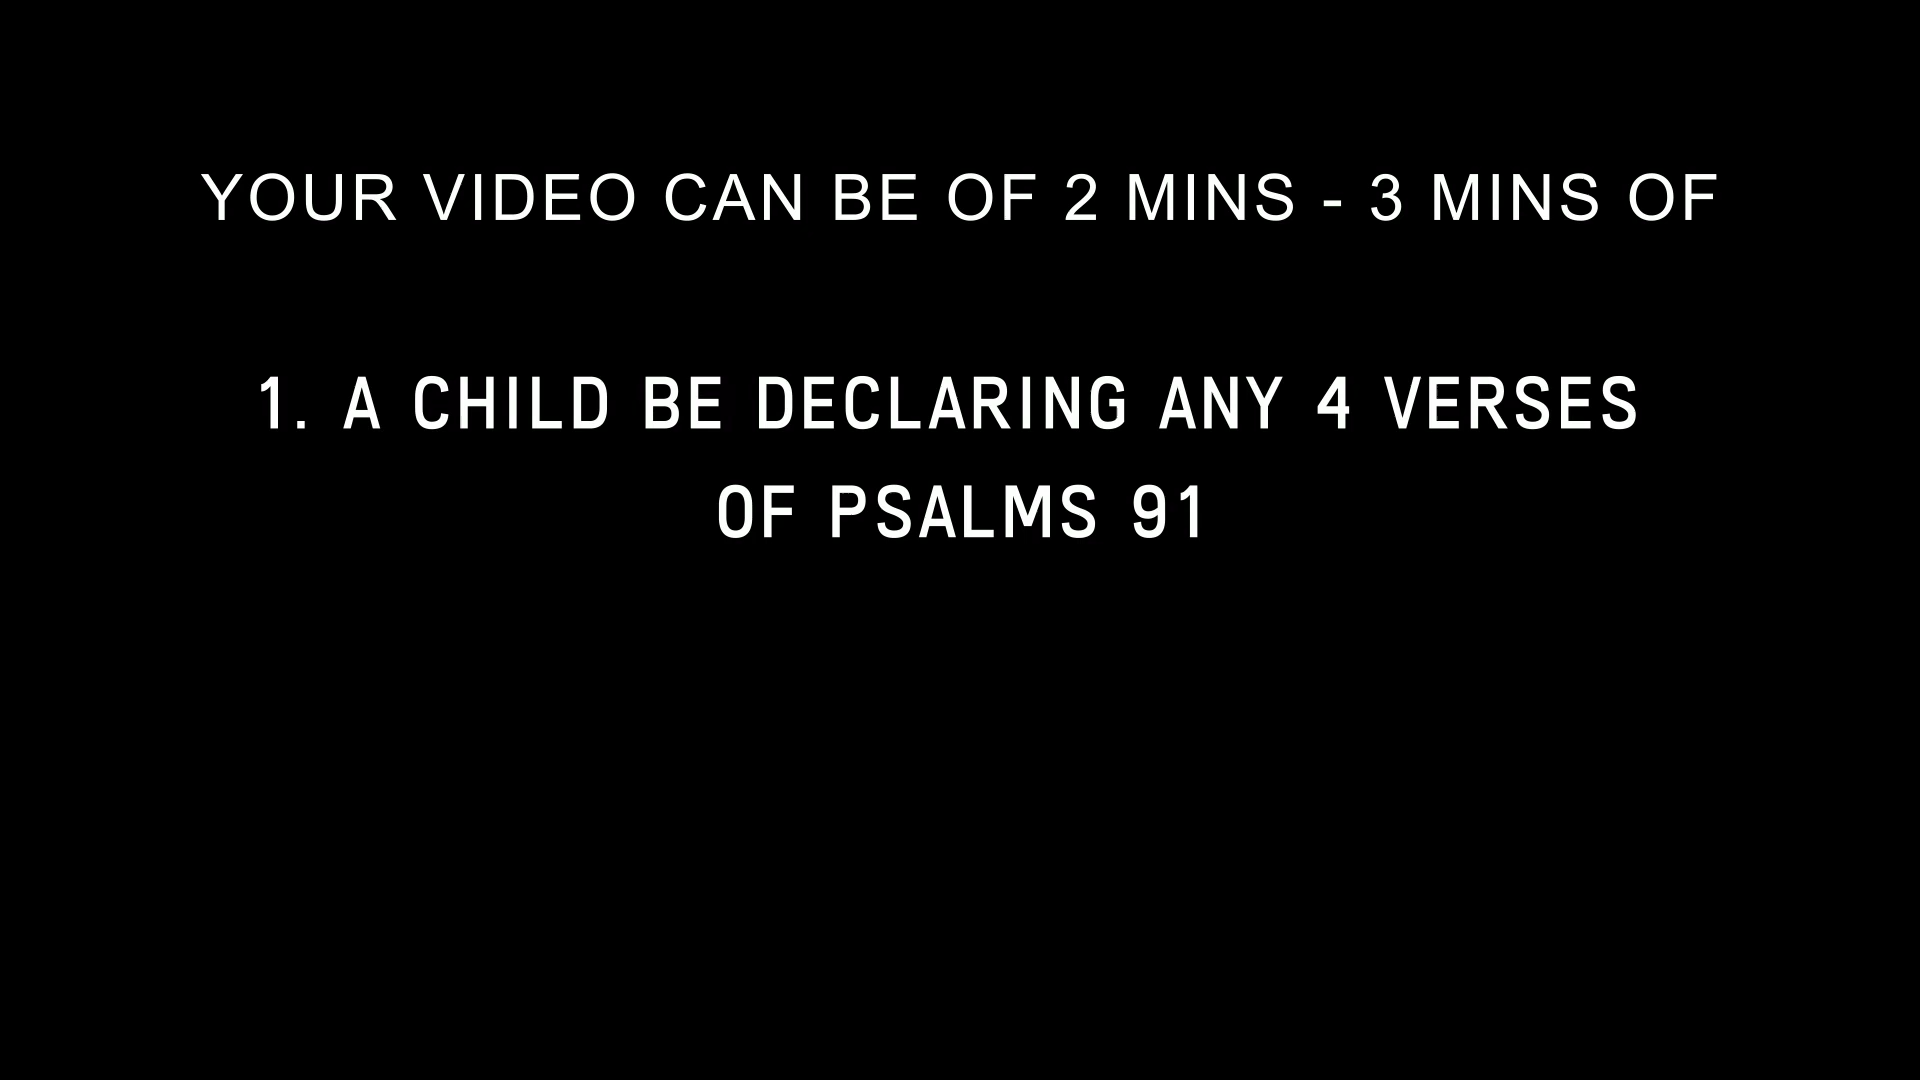 YOUR VIDEO CAN BE OF 2 MINS - 3 MINS OF
1. A CHILD BE DECLARING ANY 4 VERSES
OF PSALMS 91